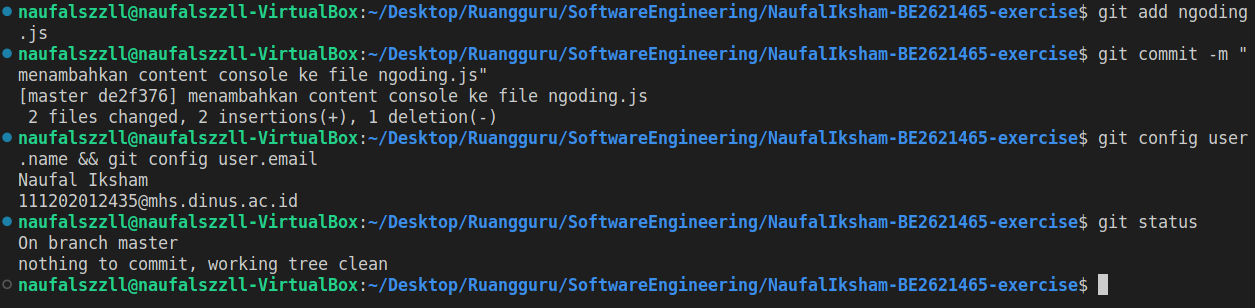 naufalszzll@naufalszzll-VirtualBox:~/Desktop/Ruangguru/SoftwareEngineering/NaufalIksham-BE2621465-exercise$ git add ngoding
.js
naufalszzll@naufalszzll-VirtualBox:~/Desktop/Ruangguru/SoftwareEngineering/NaufalIksham-BE2621465-exercise$ git commit -m "
menambahkan content console ke file ngoding.js"
[master de2f376] menambahkan content console ke file ngoding.js
 2 files changed, 2 insertions(+), 1 deletion(-)
naufalszzll@naufalszzll-VirtualBox:~/Desktop/Ruangguru/SoftwareEngineering/NaufalIksham-BE2621465-exercise$ git config user
.name && git config user.email
Naufal Iksham
111202012435@mhs.dinus.ac.id
naufalszzll@naufalszzll-VirtualBox:~/Desktop/Ruangguru/SoftwareEngineering/NaufalIksham-BE2621465-exercise$ git status
On branch master
nothing to commit, working tree clean
naufalszzll@naufalszzll-VirtualBox:~/Desktop/Ruangguru/SoftwareEngineering/NaufalIksham-BE2621465-exercise$